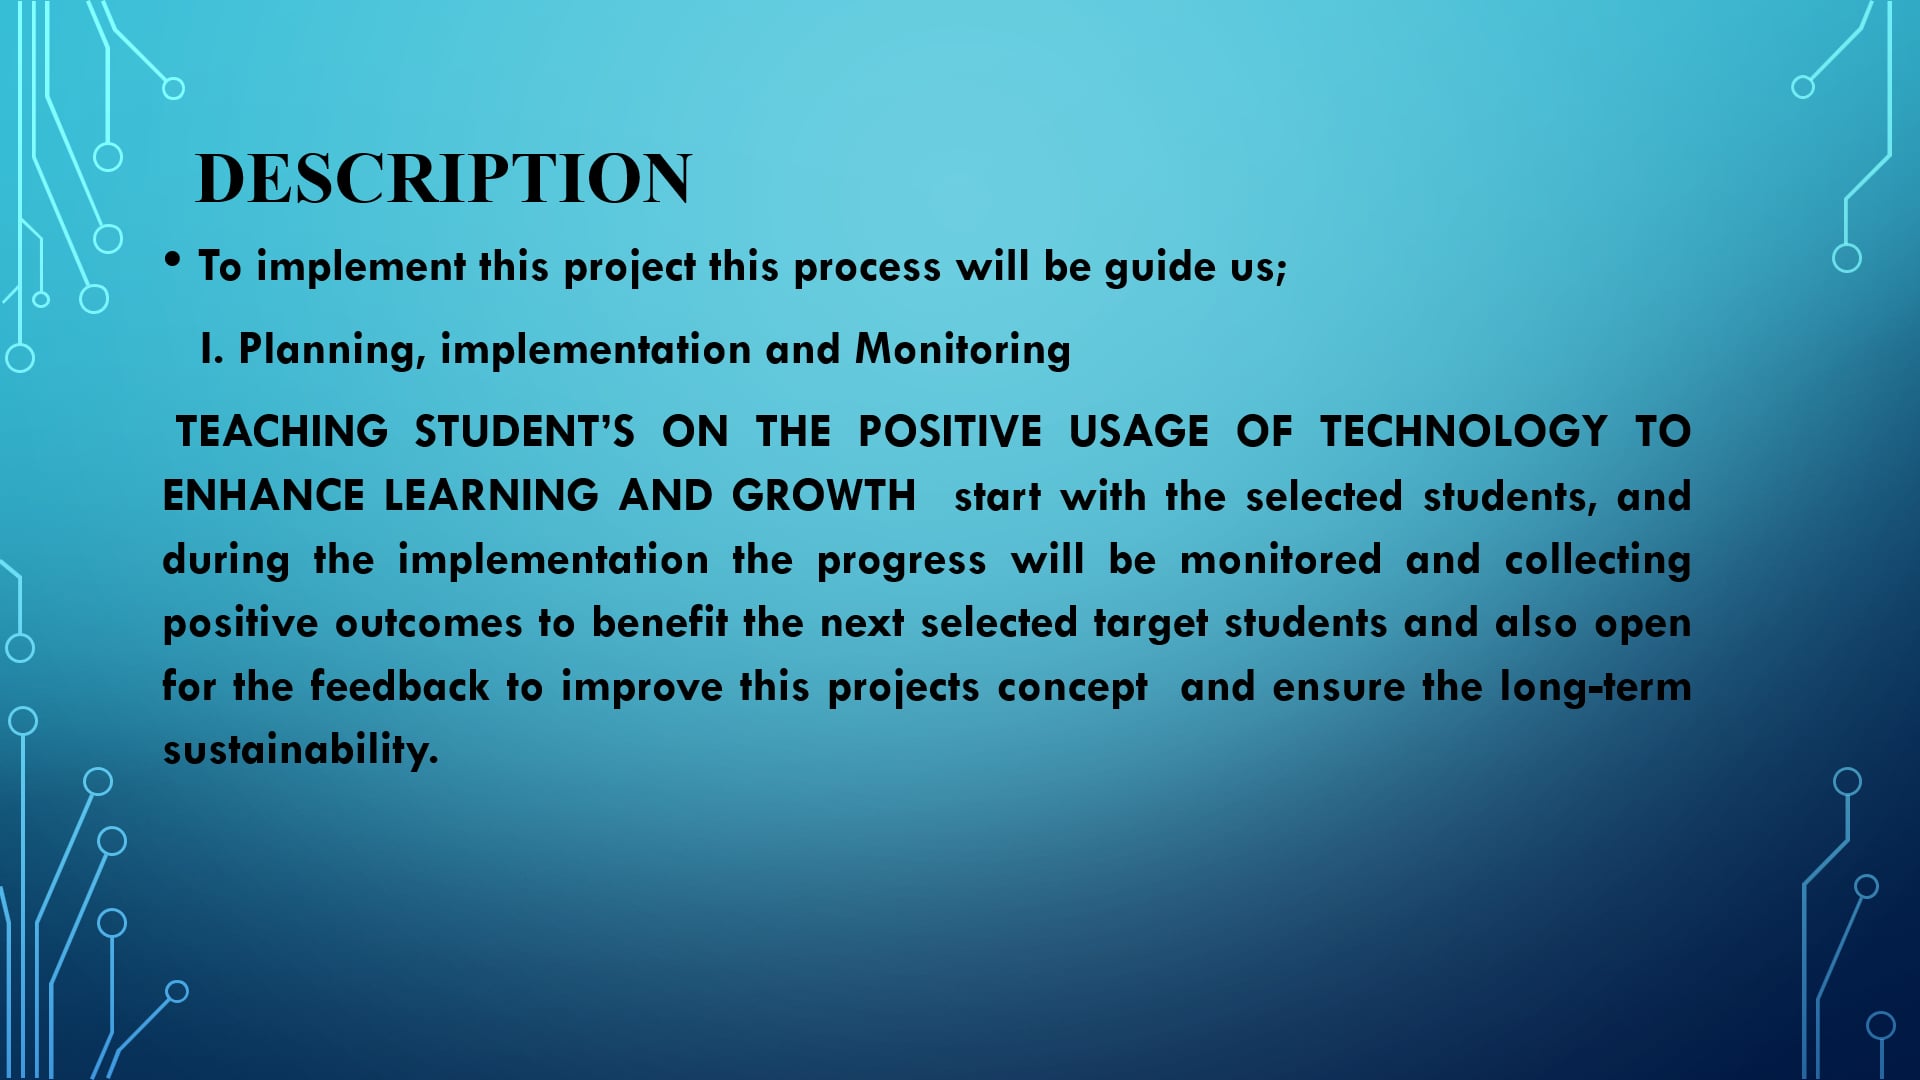 DESCRIPTION
• To implement this project this process will be guide us;
I. Planning, implementation and Monitoring
TEACHING STUDENT’S ON THE POSITIVE USAGE OF TECHNOLOGY TO
ENHANCE LEARNING AND GROWTH start with the selected students, and
during the implementation the progress will be monitored and collecting
positive outcomes to benefit the next selected target students and also open
for the feedback to improve this projects concept and ensure the long-term
sustainability.